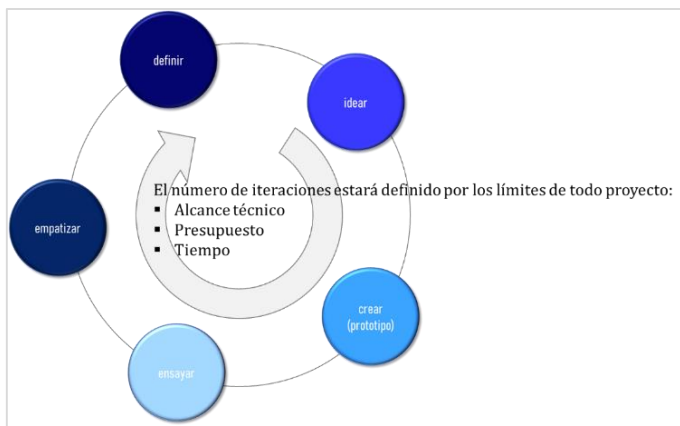 definir
idear
El número de iteraciones estará definido por los límites de todo proyecto:
▪ Alcance técnico
▪ Presupuesto
▪ Tiempo
empatizar
crear
(prototipo)
ensayar